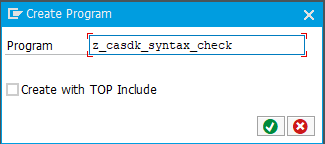 Create Program
Program z_casdk_syntax_check
Create with TOP Include